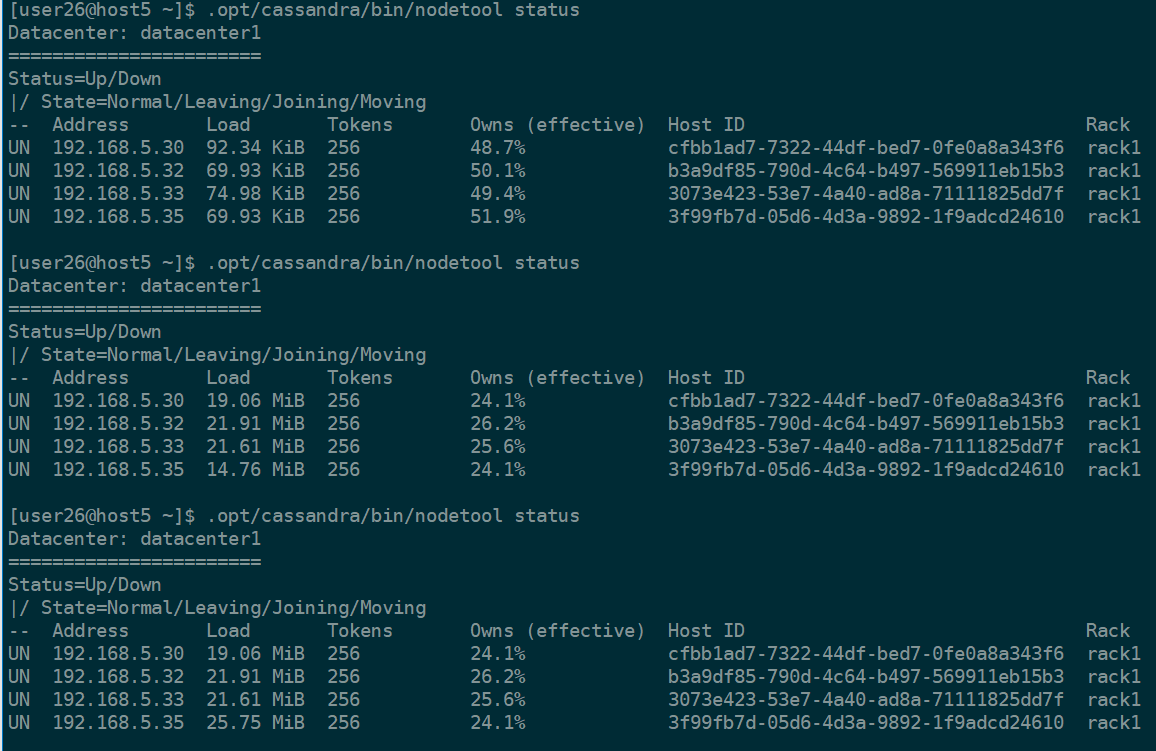 [user26@host5 ~]$ .opt/cassandra/bin/nodetool status
Datacenter: datacenter1
=======================
Status=Up/Down
|/ State=Normal/Leaving/Joining/Moving
--  Address       Load       Tokens       Owns (effective)  Host ID                               Rack
UN  192.168.5.30  92.34 KiB  256          48.7%             cfbb1ad7-7322-44df-bed7-0fe0a8a343f6  rack1
UN  192.168.5.32  69.93 KiB  256          50.1%             b3a9df85-790d-4c64-b497-569911eb15b3  rack1
UN  192.168.5.33  74.98 KiB  256          49.4%             3073e423-53e7-4a40-ad8a-71111825dd7f  rack1
UN  192.168.5.35  69.93 KiB  256          51.9%             3f99fb7d-05d6-4d3a-9892-1f9adcd24610  rack1

[user26@host5 ~]$ .opt/cassandra/bin/nodetool status
Datacenter: datacenter1
=======================
Status=Up/Down
|/ State=Normal/Leaving/Joining/Moving
--  Address       Load       Tokens       Owns (effective)  Host ID                               Rack
UN  192.168.5.30  19.06 MiB  256          24.1%             cfbb1ad7-7322-44df-bed7-0fe0a8a343f6  rack1
UN  192.168.5.32  21.91 MiB  256          26.2%             b3a9df85-790d-4c64-b497-569911eb15b3  rack1
UN  192.168.5.33  21.61 MiB  256          25.6%             3073e423-53e7-4a40-ad8a-71111825dd7f  rack1
UN  192.168.5.35  14.76 MiB  256          24.1%             3f99fb7d-05d6-4d3a-9892-1f9adcd24610  rack1

[user26@host5 ~]$ .opt/cassandra/bin/nodetool status
Datacenter: datacenter1
=======================
Status=Up/Down
|/ State=Normal/Leaving/Joining/Moving
--  Address       Load       Tokens       Owns (effective)  Host ID                               Rack
UN  192.168.5.30  19.06 MiB  256          24.1%             cfbb1ad7-7322-44df-bed7-0fe0a8a343f6  rack1
UN  192.168.5.32  21.91 MiB  256          26.2%             b3a9df85-790d-4c64-b497-569911eb15b3  rack1
UN  192.168.5.33  21.61 MiB  256          25.6%             3073e423-53e7-4a40-ad8a-71111825dd7f  rack1
UN  192.168.5.35  25.75 MiB  256          24.1%             3f99fb7d-05d6-4d3a-9892-1f9adcd24610  rack1